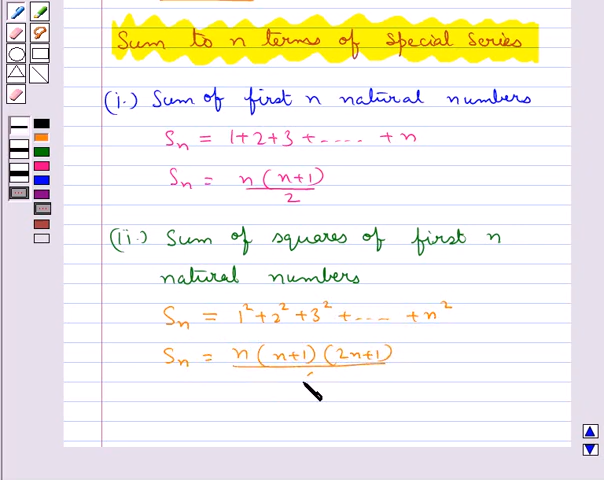 Sum to n terms of special series
(i.) Sum of first n natural numbers
Sn = 1+2+3 +..... +n
Sn = n(n+1)
2
(ii.) Sum of squares of first n
natural numbers
Sn = 1² + 2² + 3² + ..... + n²
Sn = n(n+1)(2n+1)